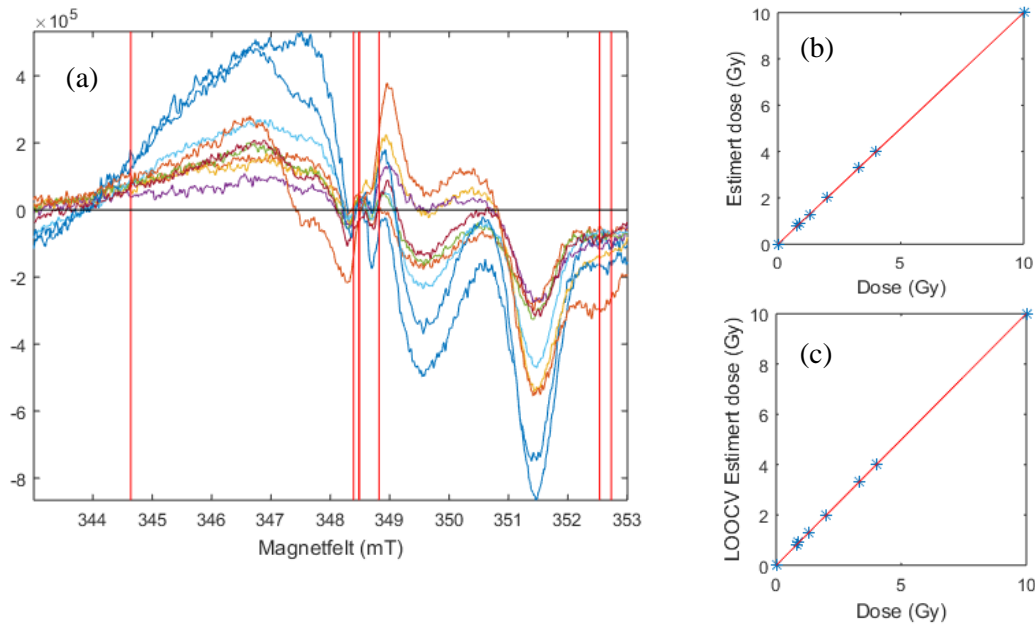 ×10^5
(a)
4
2
0
-2
-4
-6
-8
344 345 346 347 348 349 350 351 352 353
Magnetfelt (mT)
(b)
Estimert dose (Gy)
10
8
6
4
2
0
0 5 10
Dose (Gy)
(c)
LOOCV Estimert dose (Gy)
10
8
6
4
2
0
0 5 10
Dose (Gy)